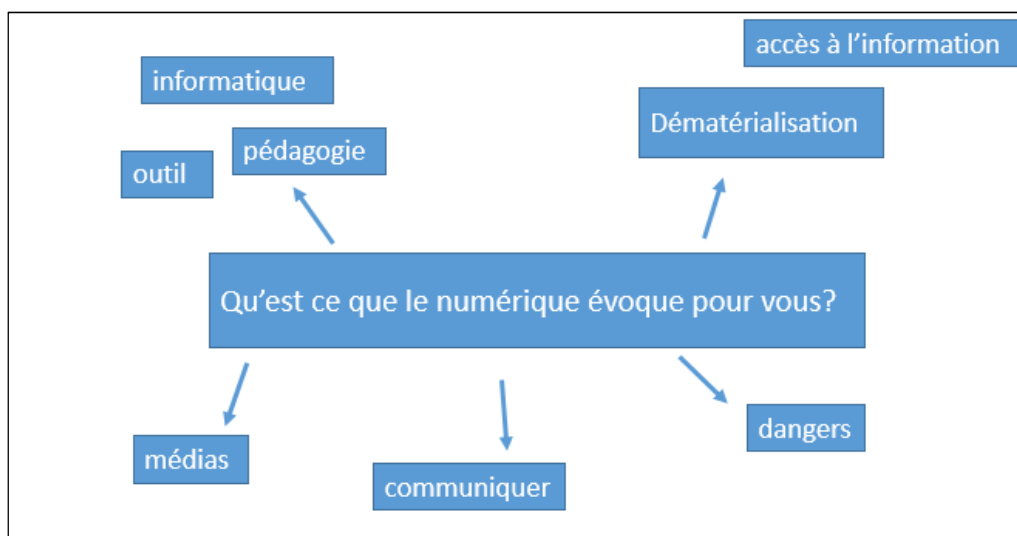 accès à l’information
informatique
Dématérialisation
pédagogie
outil
Qu’est ce que le numérique évoque pour vous?
médias
communiquer
dangers